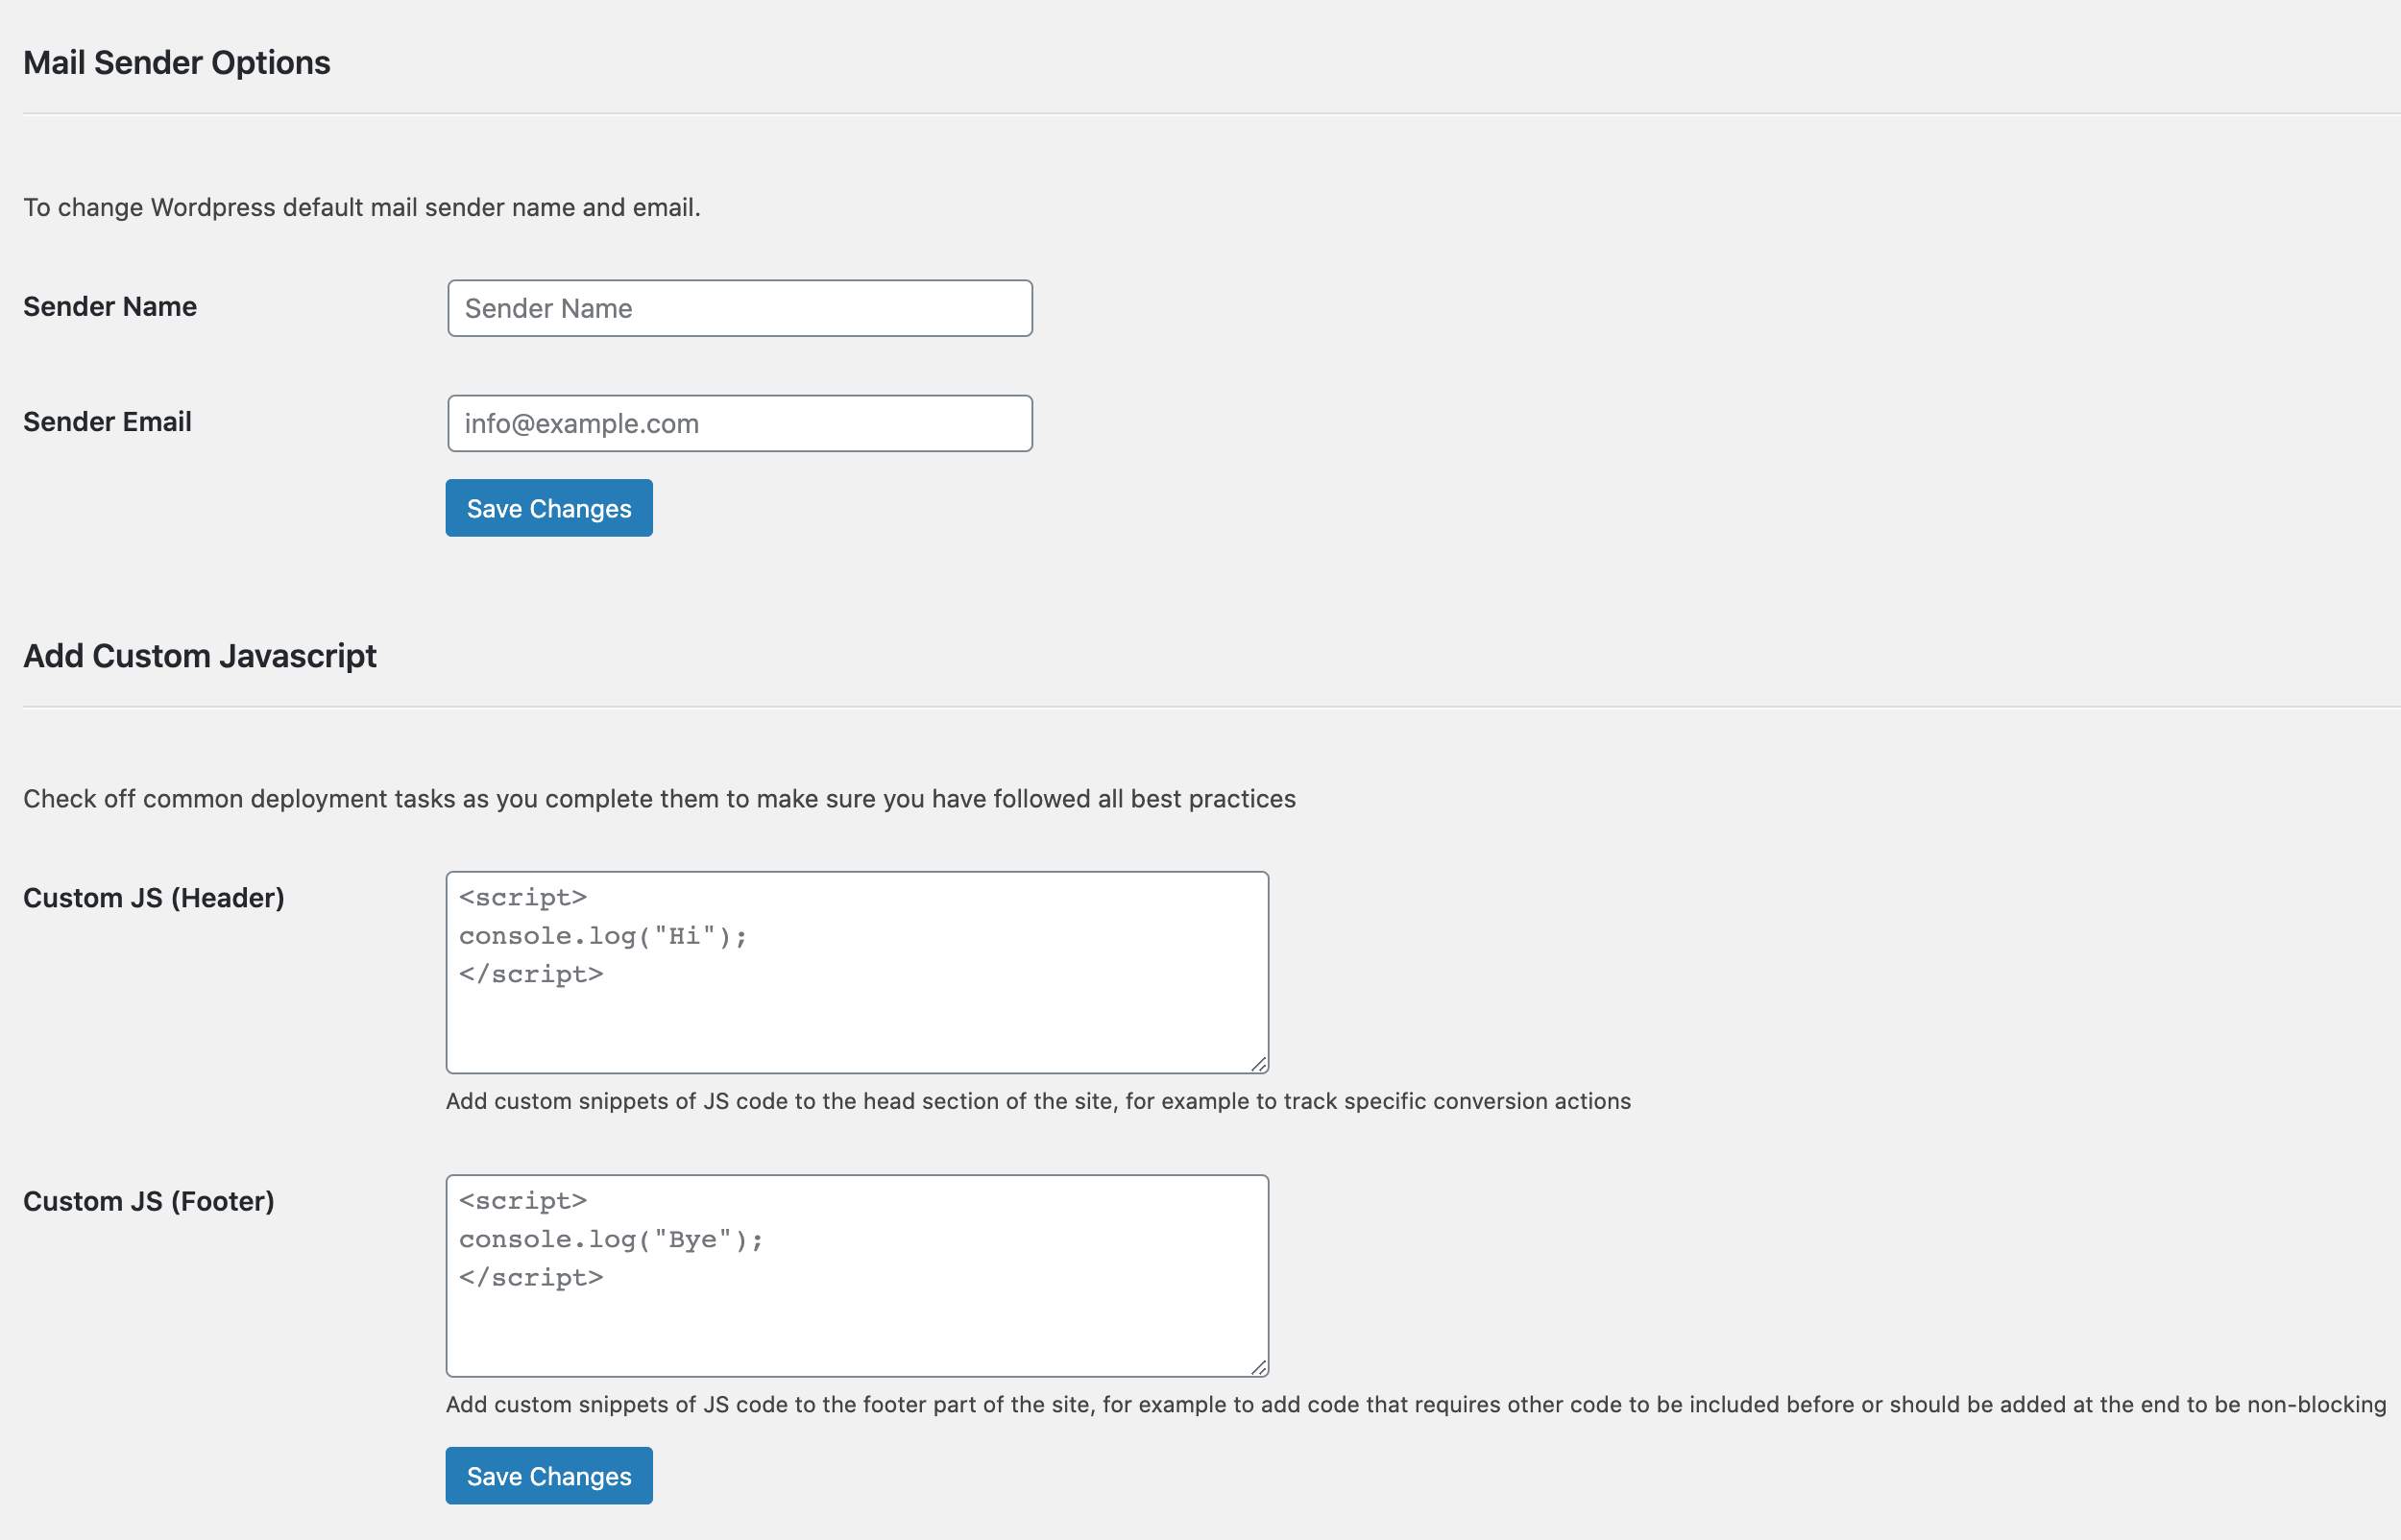 Mail Sender Options
To change Wordpress default mail sender name and email.
Sender Name
Sender Name
Sender Email
info@example.com
Save Changes
Add Custom Javascript
Check off common deployment tasks as you complete them to make sure you have followed all best practices
Custom JS (Header)
<script>
console.log("Hi");
</script>
Add custom snippets of JS code to the head section of the site, for example to track specific conversion actions
Custom JS (Footer)
<script>
console.log("Bye");
</script>
Add custom snippets of JS code to the footer part of the site, for example to add code that requires other code to be included before or should be added at the end to be non-blocking
Save Changes